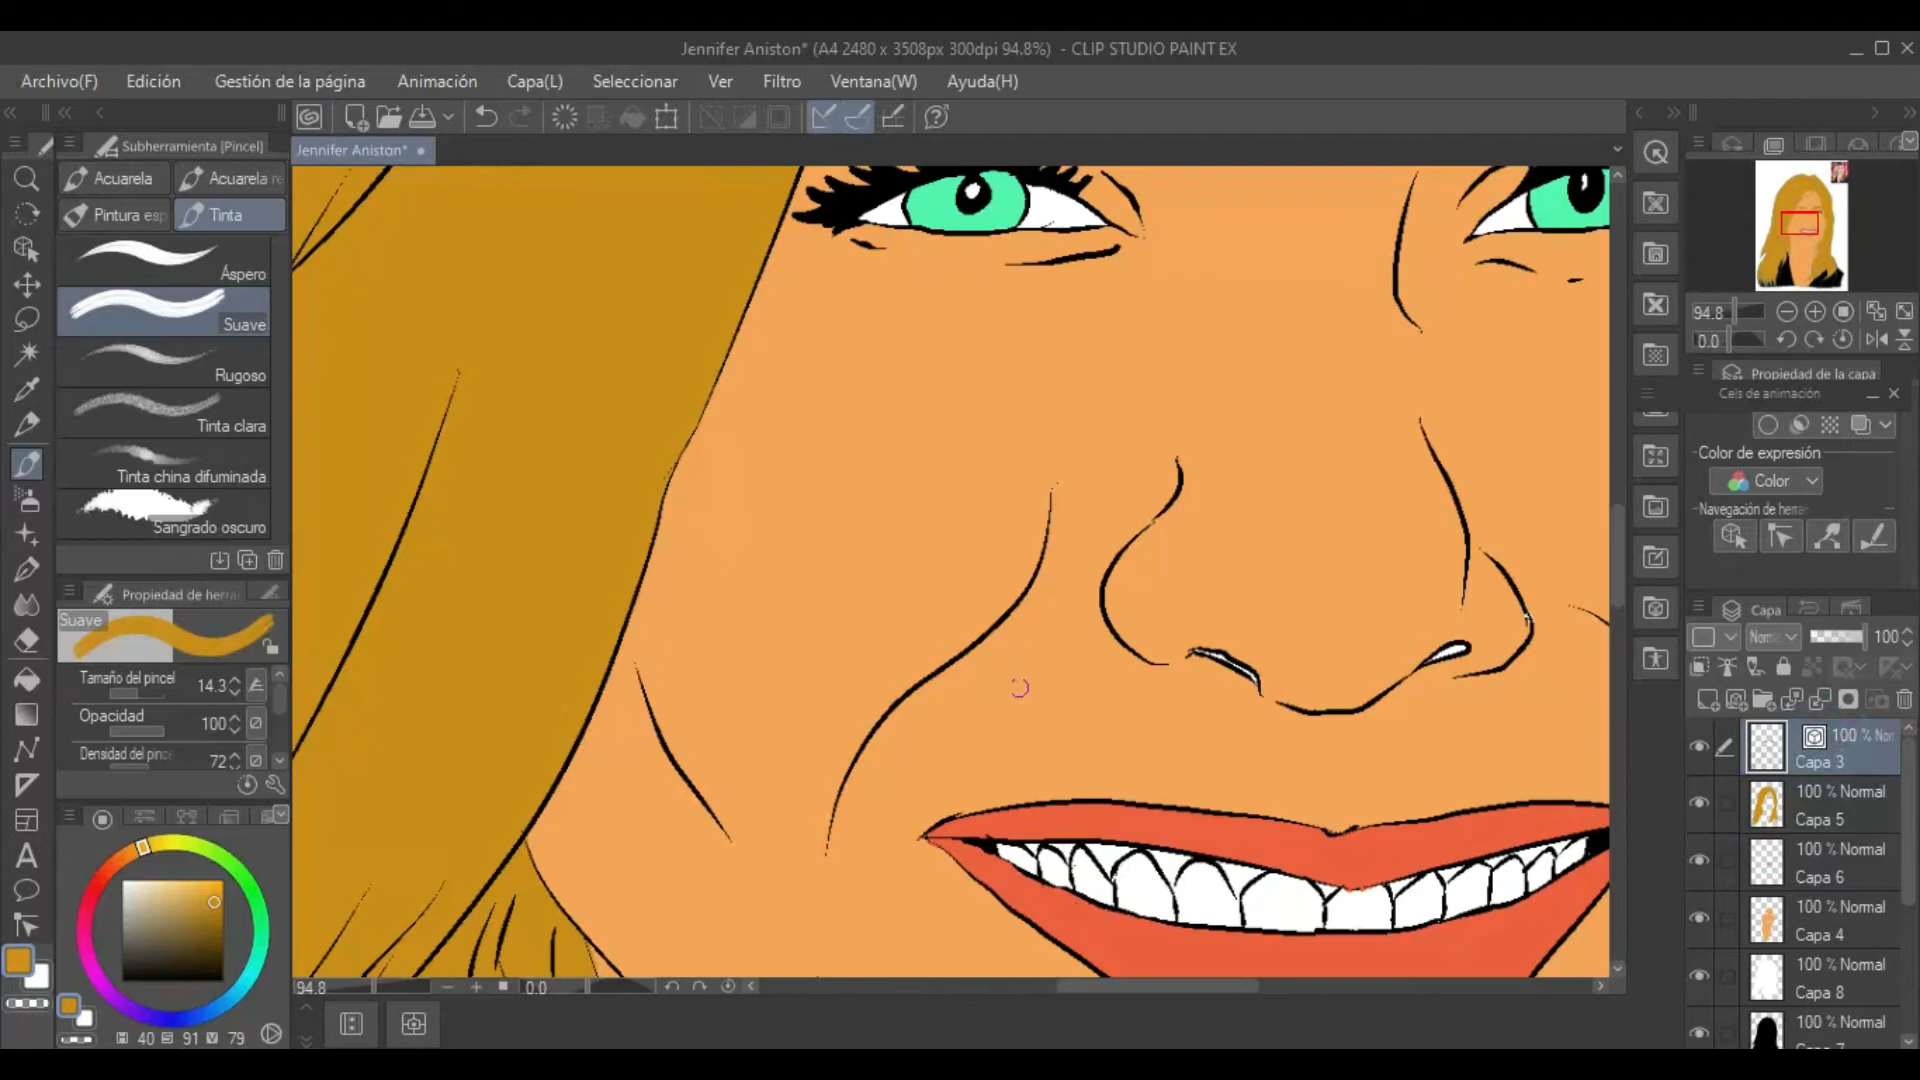 Jennifer Aniston* (A4 2480 x 3508px 300dpi 94.8%) - CLIP STUDIO PAINT EX
Archivo(F) Edición Gestión de la página Animación Capa(L) Seleccionar Ver Filtro Ventana(W) Ayuda(H)
Subherramienta [Pincel]
Jennifer Aniston*
Acuarela Acuarela re
Pintura esp Tinta
Áspero
Suave
Rugoso
Tinta clara
Tinta china difuminada
Sangrado oscuro
Propiedad de herra
Suave
Tamaño del pincel 14.3
Opacidad 100
Densidad del pince 72
40 91 79
94.8 0.0
94.8
0.0
Propiedad de la capa
Cels de animación
Color de expresión
Color
Navegación de herra
Capa
Norm 100
100 % Nor
Capa 3
100 % Normal
Capa 5
100 % Normal
Capa 6
100 % Normal
Capa 4
100 % Normal
Capa 8
100 % Normal